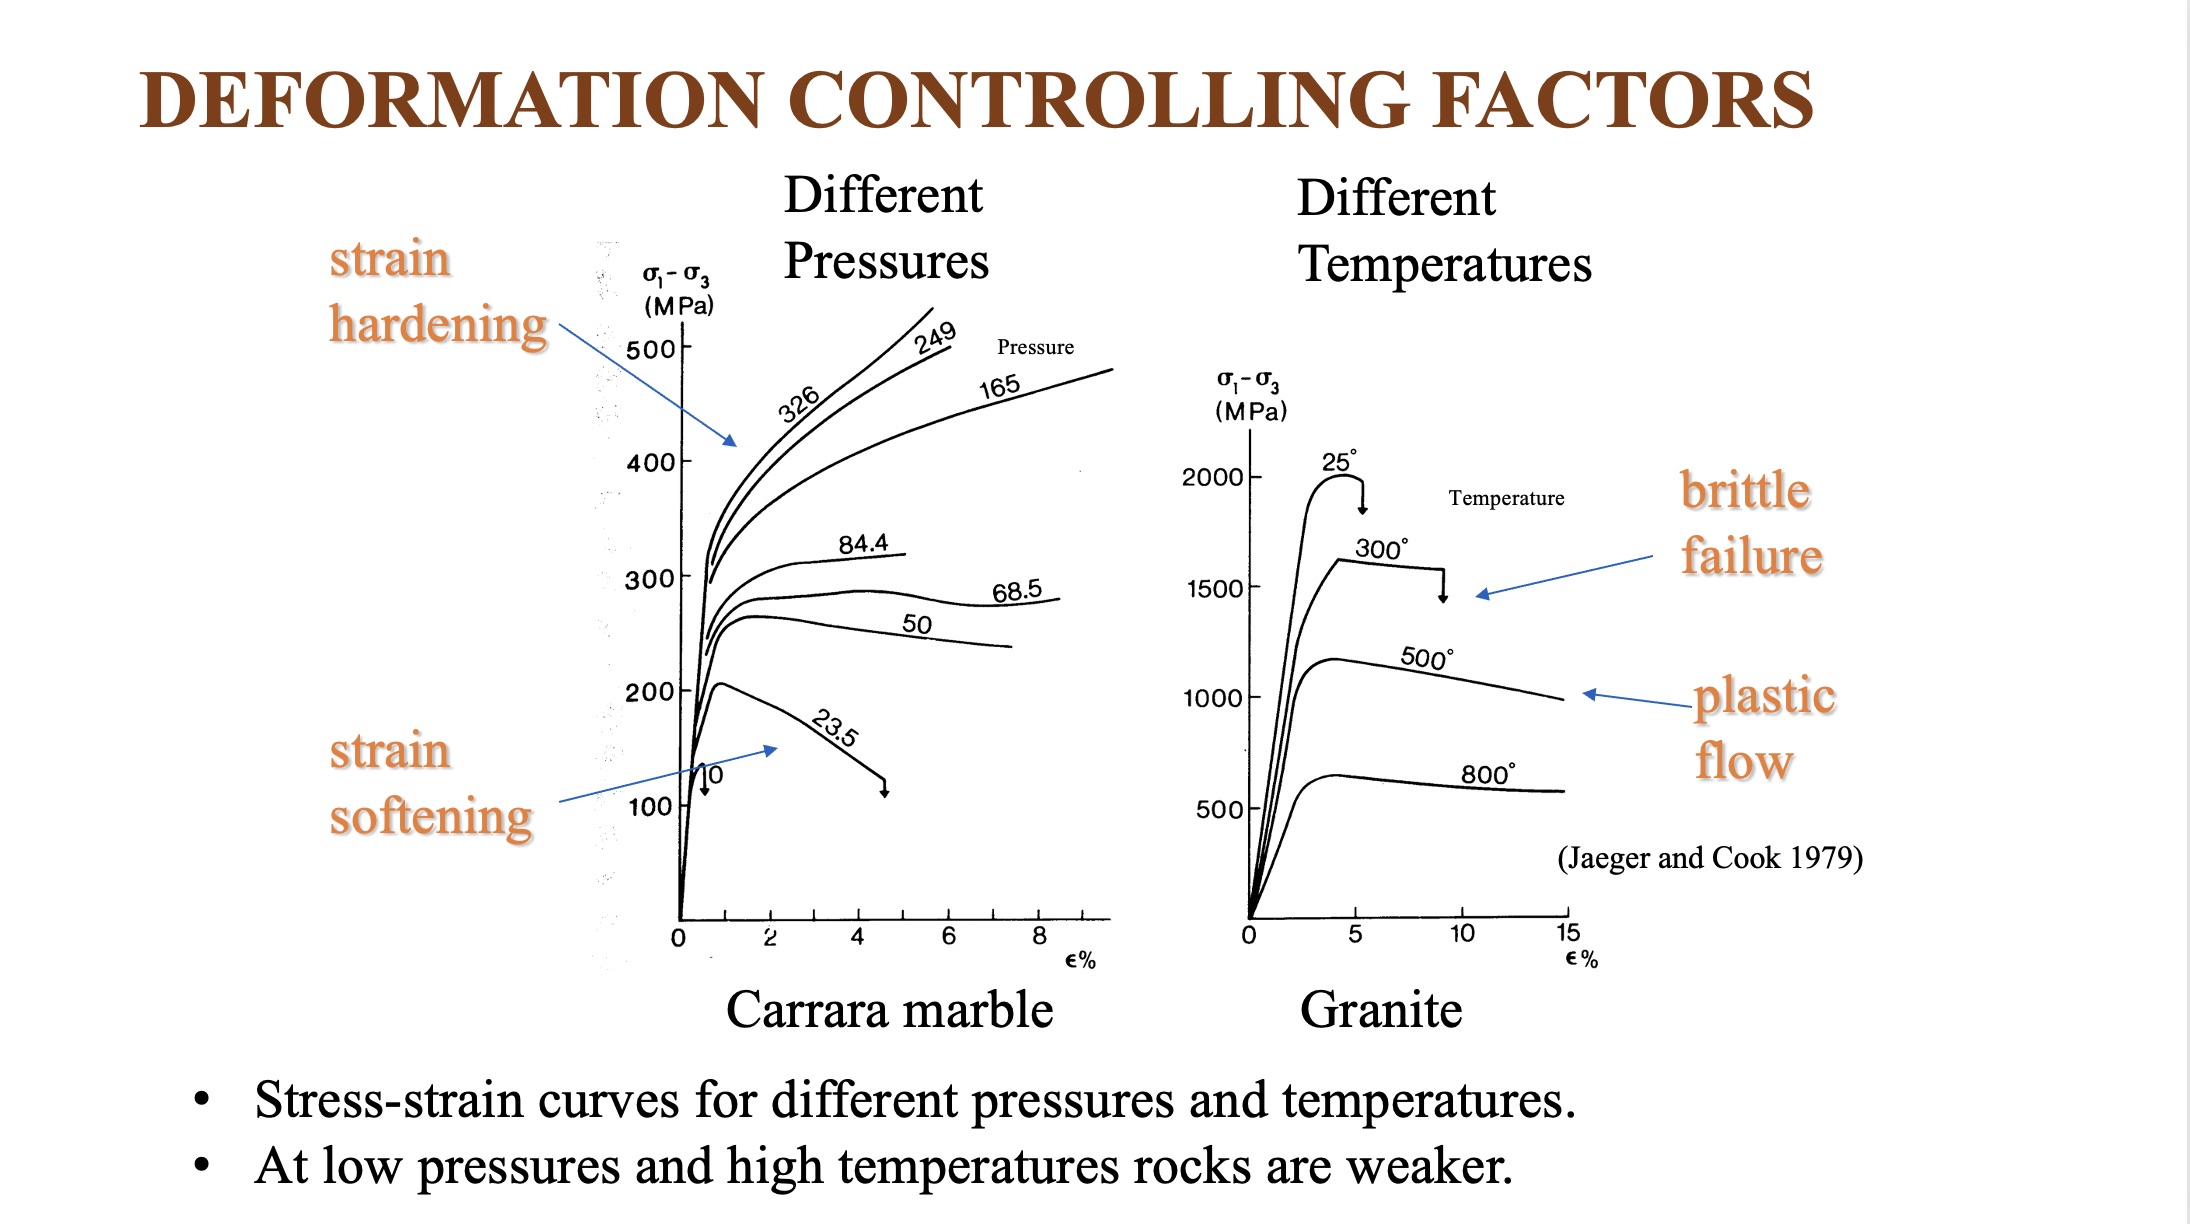 DEFORMATION CONTROLLING FACTORS
Different
Pressures
Different
Temperatures
strain
hardening
σ₁- σ₃
(MPa)
500
400
300
200
100
326
249
Pressure
165
84.4
68.5
50
23.5
0
strain
softening
0
2
4
6
8
ϵ%
Carrara marble
σ₁-σ₃
(MPa)
2000
1500
1000
500
25°
Temperature
300°
500°
800°
brittle
failure
plastic
flow
(Jaeger and Cook 1979)
0
5
10
15
ϵ%
Granite
• Stress-strain curves for different pressures and temperatures.
• At low pressures and high temperatures rocks are weaker.